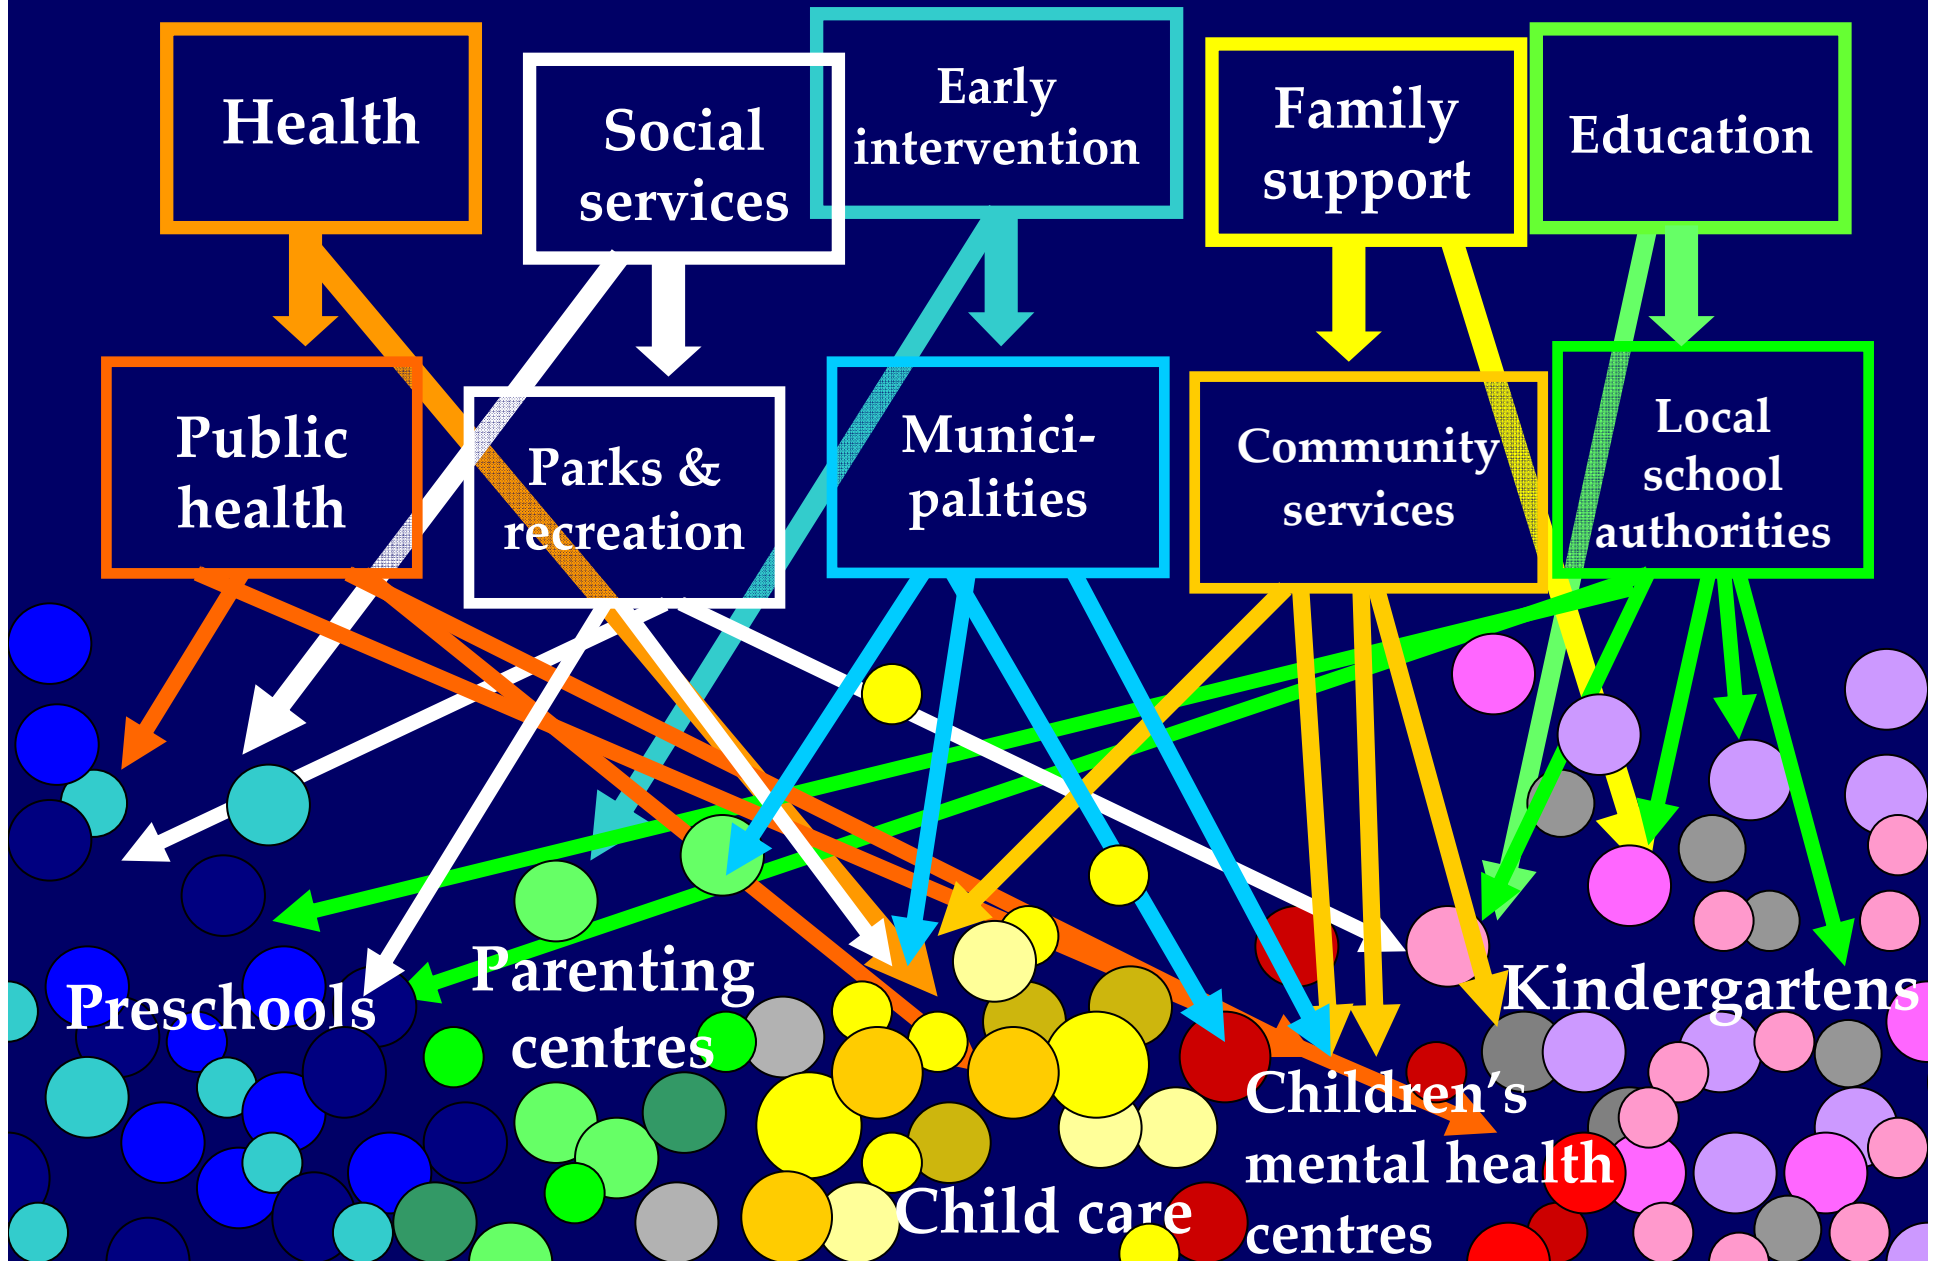 Health
Social
services
Early
intervention
Family
support
Education
Public
health
Parks &
recreation
Munici-
palities
Community
services
Local
school
authorities
Preschools
Parenting
centres
Child care
Children’s
mental health
centres
Kindergartens